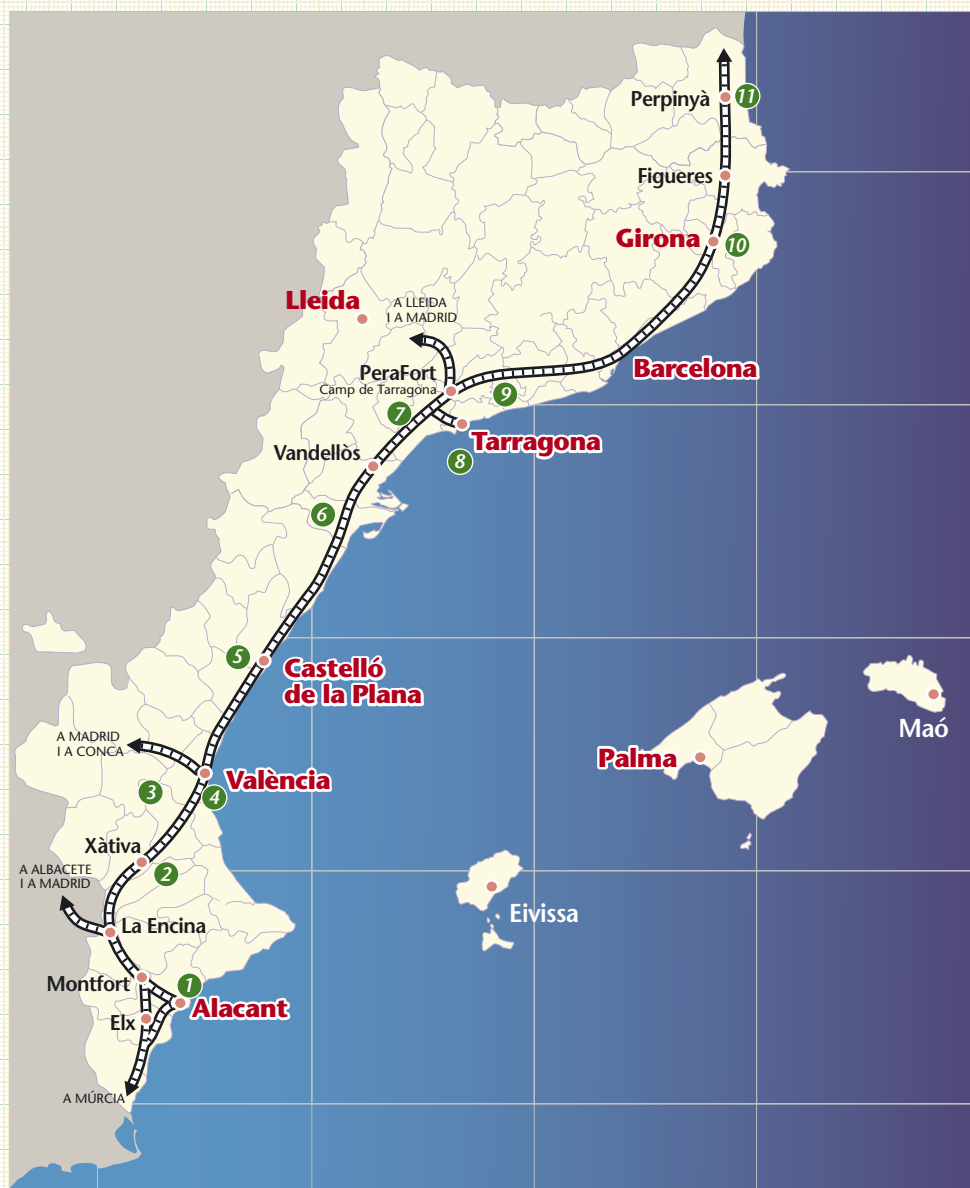 Perpinyà
11
Figueres
Girona
10
Lleida
A LLEIDA
I A MADRID
Barcelona
PeraFort
Camp de Tarragona
9
7
Tarragona
Vandellòs
8
6
5
Castelló
de la Plana
Maó
A MADRID
I A CONCA
Palma
València
3
4
Xàtiva
A ALBACETE
I A MADRID
2
Eivissa
La Encina
Montfort
1
Alacant
Elx
A MÚRCIA